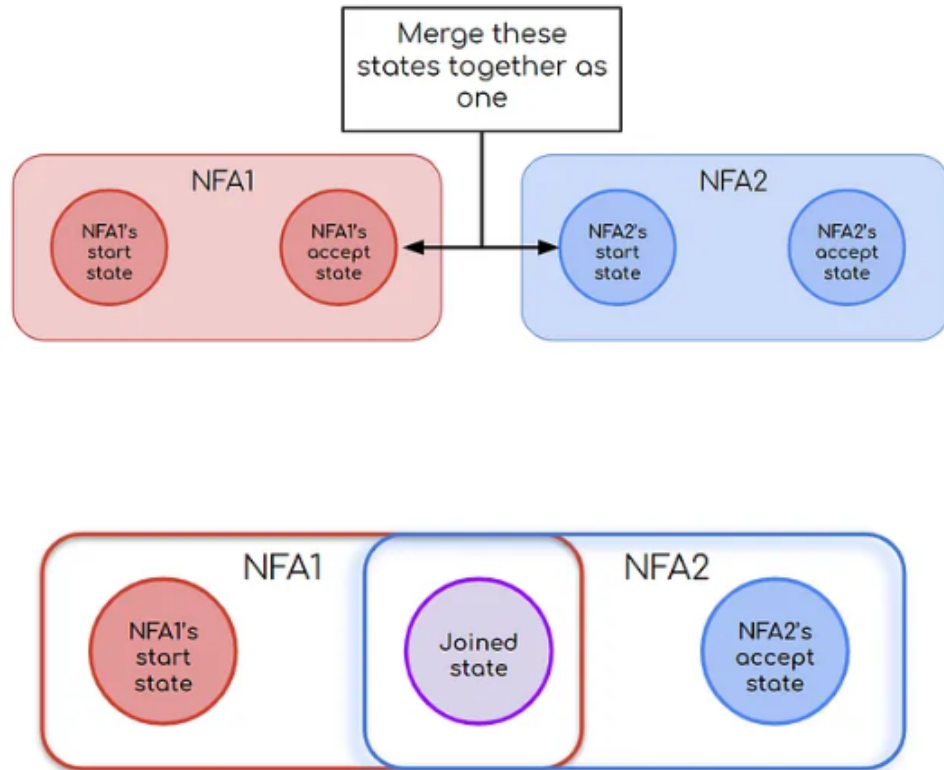 Merge these
states together as
one
NFA1
NFA2
NFA1's
start
state
NFA1's
accept
state
NFA2's
start
state
NFA2's
accept
state
NFA1
NFA2
NFA1's
start
state
Joined
state
NFA2's
accept
state